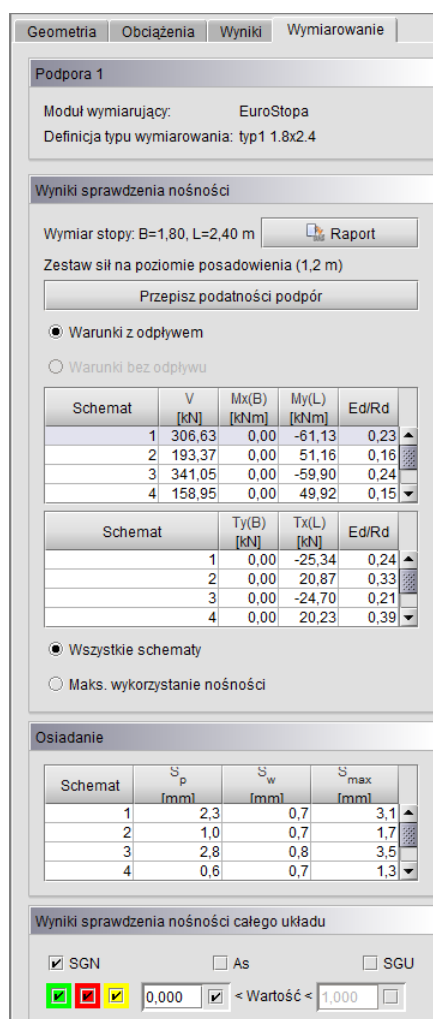 Geometria Obciążenia Wyniki Wymiarowanie
Podpora 1
Moduł wymiarujący: EuroStopa
Definicja typu wymiarowania: typ1 1.8x2.4
Wyniki sprawdzenia nośności
Wymiar stopy: B=1,80, L=2,40 m Raport
Zestaw sił na poziomie posadowienia (1,2 m)
Przepisz podatności podpór
Warunki z odpływem
Warunki bez odpływu
Schemat V [kN] Mx(B) [kNm] My(L) [kNm] Ed/Rd
1 306,63 0,00 -61,13 0,23
2 193,37 0,00 51,16 0,16
3 341,05 0,00 -59,90 0,24
4 158,95 0,00 49,92 0,15
Schemat Ty(B) [kN] Tx(L) [kN] Ed/Rd
1 0,00 -25,34 0,24
2 0,00 20,87 0,33
3 0,00 -24,70 0,21
4 0,00 20,23 0,39
Wszystkie schematy
Maks. wykorzystanie nośności
Osiadanie
Schemat Sp [mm] Sw [mm] Smax [mm]
1 2,3 0,7 3,1
2 1,0 0,7 1,7
3 2,8 0,8 3,5
4 0,6 0,7 1,3
Wyniki sprawdzenia nośności całego układu
SGN As SGU
0,000 < Wartość < 1,000